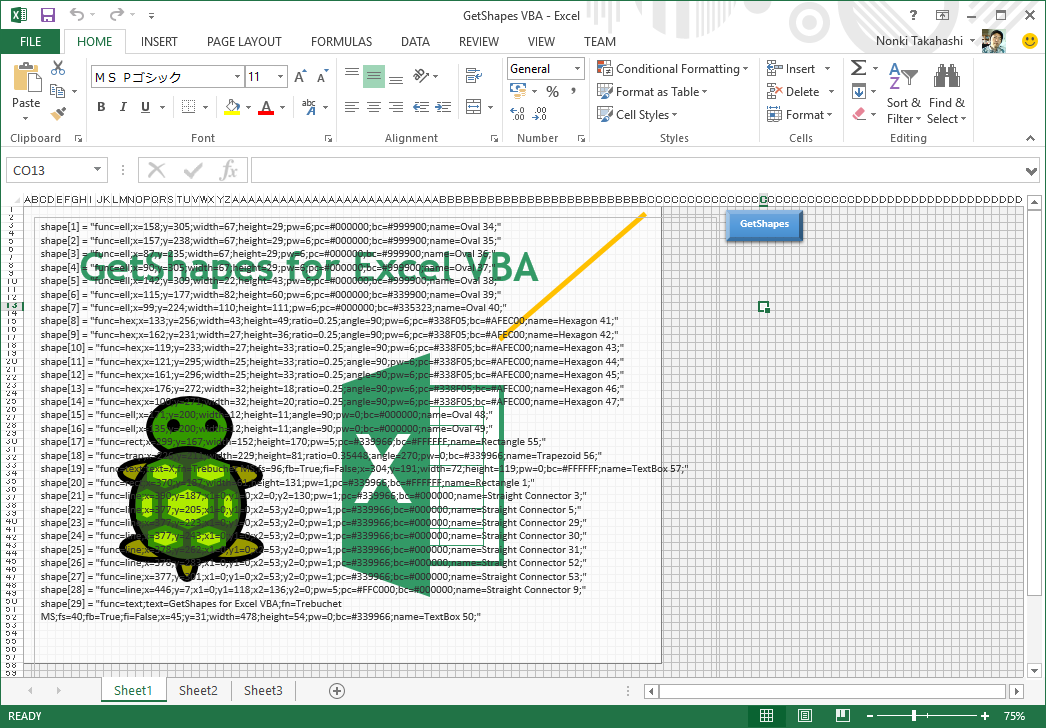 GetShapes VBA - Excel
FILE HOME INSERT PAGE LAYOUT FORMULAS DATA REVIEW VIEW TEAM Nonki Takahashi
Paste
ＭＳ Ｐゴシック 11
General
Conditional Formatting
Format as Table
Cell Styles
Insert
Delete
Format
Sort & Filter
Find & Select
Clipboard Font Alignment Number Styles Cells Editing
CO13
GetShapes
GetShapes for Excel VBA
shape[1] = "func=ell;x=158;y=305;width=67;height=29;pw=6;pc=#000000;bc=#999900;name=Oval 34;"
shape[2] = "func=ell;x=157;y=238;width=67;height=29;pw=6;pc=#000000;bc=#999900;name=Oval 35;"
shape[3] = "func=ell;x=87;y=235;width=67;height=29;pw=6;pc=#000000;bc=#999900;name=Oval 36;"
shape[4] = "func=ell;x=90;y=305;width=67;height=29;pw=6;pc=#000000;bc=#999900;name=Oval 37;"
shape[5] = "func=ell;x=142;y=309;width=22;height=43;pw=6;pc=#000000;bc=#999900;name=Oval 38;"
shape[6] = "func=ell;x=115;y=177;width=82;height=60;pw=6;pc=#000000;bc=#339900;name=Oval 39;"
shape[7] = "func=ell;x=99;y=224;width=110;height=111;pw=6;pc=#000000;bc=#335323;name=Oval 40;"
shape[8] = "func=hex;x=133;y=256;width=43;height=49;ratio=0.25;angle=90;pw=6;pc=#338F05;bc=#AFEC00;name=Hexagon 41;"
shape[9] = "func=hex;x=162;y=231;width=27;height=36;ratio=0.25;angle=90;pw=6;pc=#338F05;bc=#AFEC00;name=Hexagon 42;"
shape[10] = "func=hex;x=119;y=233;width=27;height=33;ratio=0.25;angle=90;pw=6;pc=#338F05;bc=#AFEC00;name=Hexagon 43;"
shape[11] = "func=hex;x=121;y=295;width=25;height=33;ratio=0.25;angle=90;pw=6;pc=#338F05;bc=#AFEC00;name=Hexagon 44;"
shape[12] = "func=hex;x=161;y=296;width=25;height=33;ratio=0.25;angle=90;pw=6;pc=#338F05;bc=#AFEC00;name=Hexagon 45;"
shape[13] = "func=hex;x=176;y=272;width=32;height=18;ratio=0.25;angle=90;pw=6;pc=#338F05;bc=#AFEC00;name=Hexagon 46;"
shape[14] = "func=hex;width=32;height=20;ratio=0.25;angle=90;pw=6;pc=#338F05;bc=#AFEC00;name=Hexagon 47;"
shape[15] = "func=ell;y=200;width=12;height=11;angle=90;pw=0;bc=#000000;name=Oval 48;"
shape[16] = "func=ell;x=135;y=200;width=12;height=11;angle=90;pw=0;bc=#000000;name=Oval 49;"
shape[17] = "func=rect;x=399;y=167;width=152;height=170;pw=5;pc=#339966;bc=#FFFFFF;name=Rectangle 55;"
shape[18] = "width=229;height=81;ratio=0.35448;angle=270;pw=0;bc=#339966;name=Trapezoid 56;"
shape[19] = "func=text;text=X;fn=Trebuchet MS;fs=96;fb=True;fi=False;x=304;y=191;width=72;height=119;pw=0;bc=#FFFFFF;name=TextBox 57;"
shape[20] = "func=rect;x=370;y=187;height=131;pw=1;pc=#339966;bc=#FFFFFF;name=Rectangle 1;"
shape[21] = "func=line;x=390;y=187;x1=0;y1=0;x2=0;y2=130;pw=1;pc=#339966;bc=#000000;name=Straight Connector 3;"
shape[22] = "func=line;x=377;y=205;x1=0;y1=0;x2=53;y2=0;pw=1;pc=#339966;bc=#000000;name=Straight Connector 5;"
shape[23] = "func=line;x=377;y=223;x1=0;y1=0;x2=53;y2=0;pw=1;pc=#339966;bc=#000000;name=Straight Connector 29;"
shape[24] = "func=line;x=377;y=243;x1=0;y1=0;x2=53;y2=0;pw=1;pc=#339966;bc=#000000;name=Straight Connector 30;"
shape[25] = "func=line;x=378;y=262;x1=0;y1=0;x2=53;y2=0;pw=1;pc=#339966;bc=#000000;name=Straight Connector 31;"
shape[26] = "func=line;x=378;x1=0;y1=0;x2=53;y2=0;pw=1;pc=#339966;bc=#000000;name=Straight Connector 52;"
shape[27] = "func=line;x=377;x1=0;y1=0;x2=53;y2=0;pw=1;pc=#339966;bc=#000000;name=Straight Connector 53;"
shape[28] = "func=line;x=446;y=7;x1=0;y1=118;x2=136;y2=0;pw=5;pc=#FFC000;bc=#000000;name=Straight Connector 9;"
shape[29] = "func=text;text=GetShapes for Excel VBA;fn=Trebuchet
MS;fs=40;fb=True;fi=False;x=45;y=31;width=478;height=54;pw=0;bc=#339966;name=TextBox 50;"
X
Sheet1 Sheet2 Sheet3
READY 75%